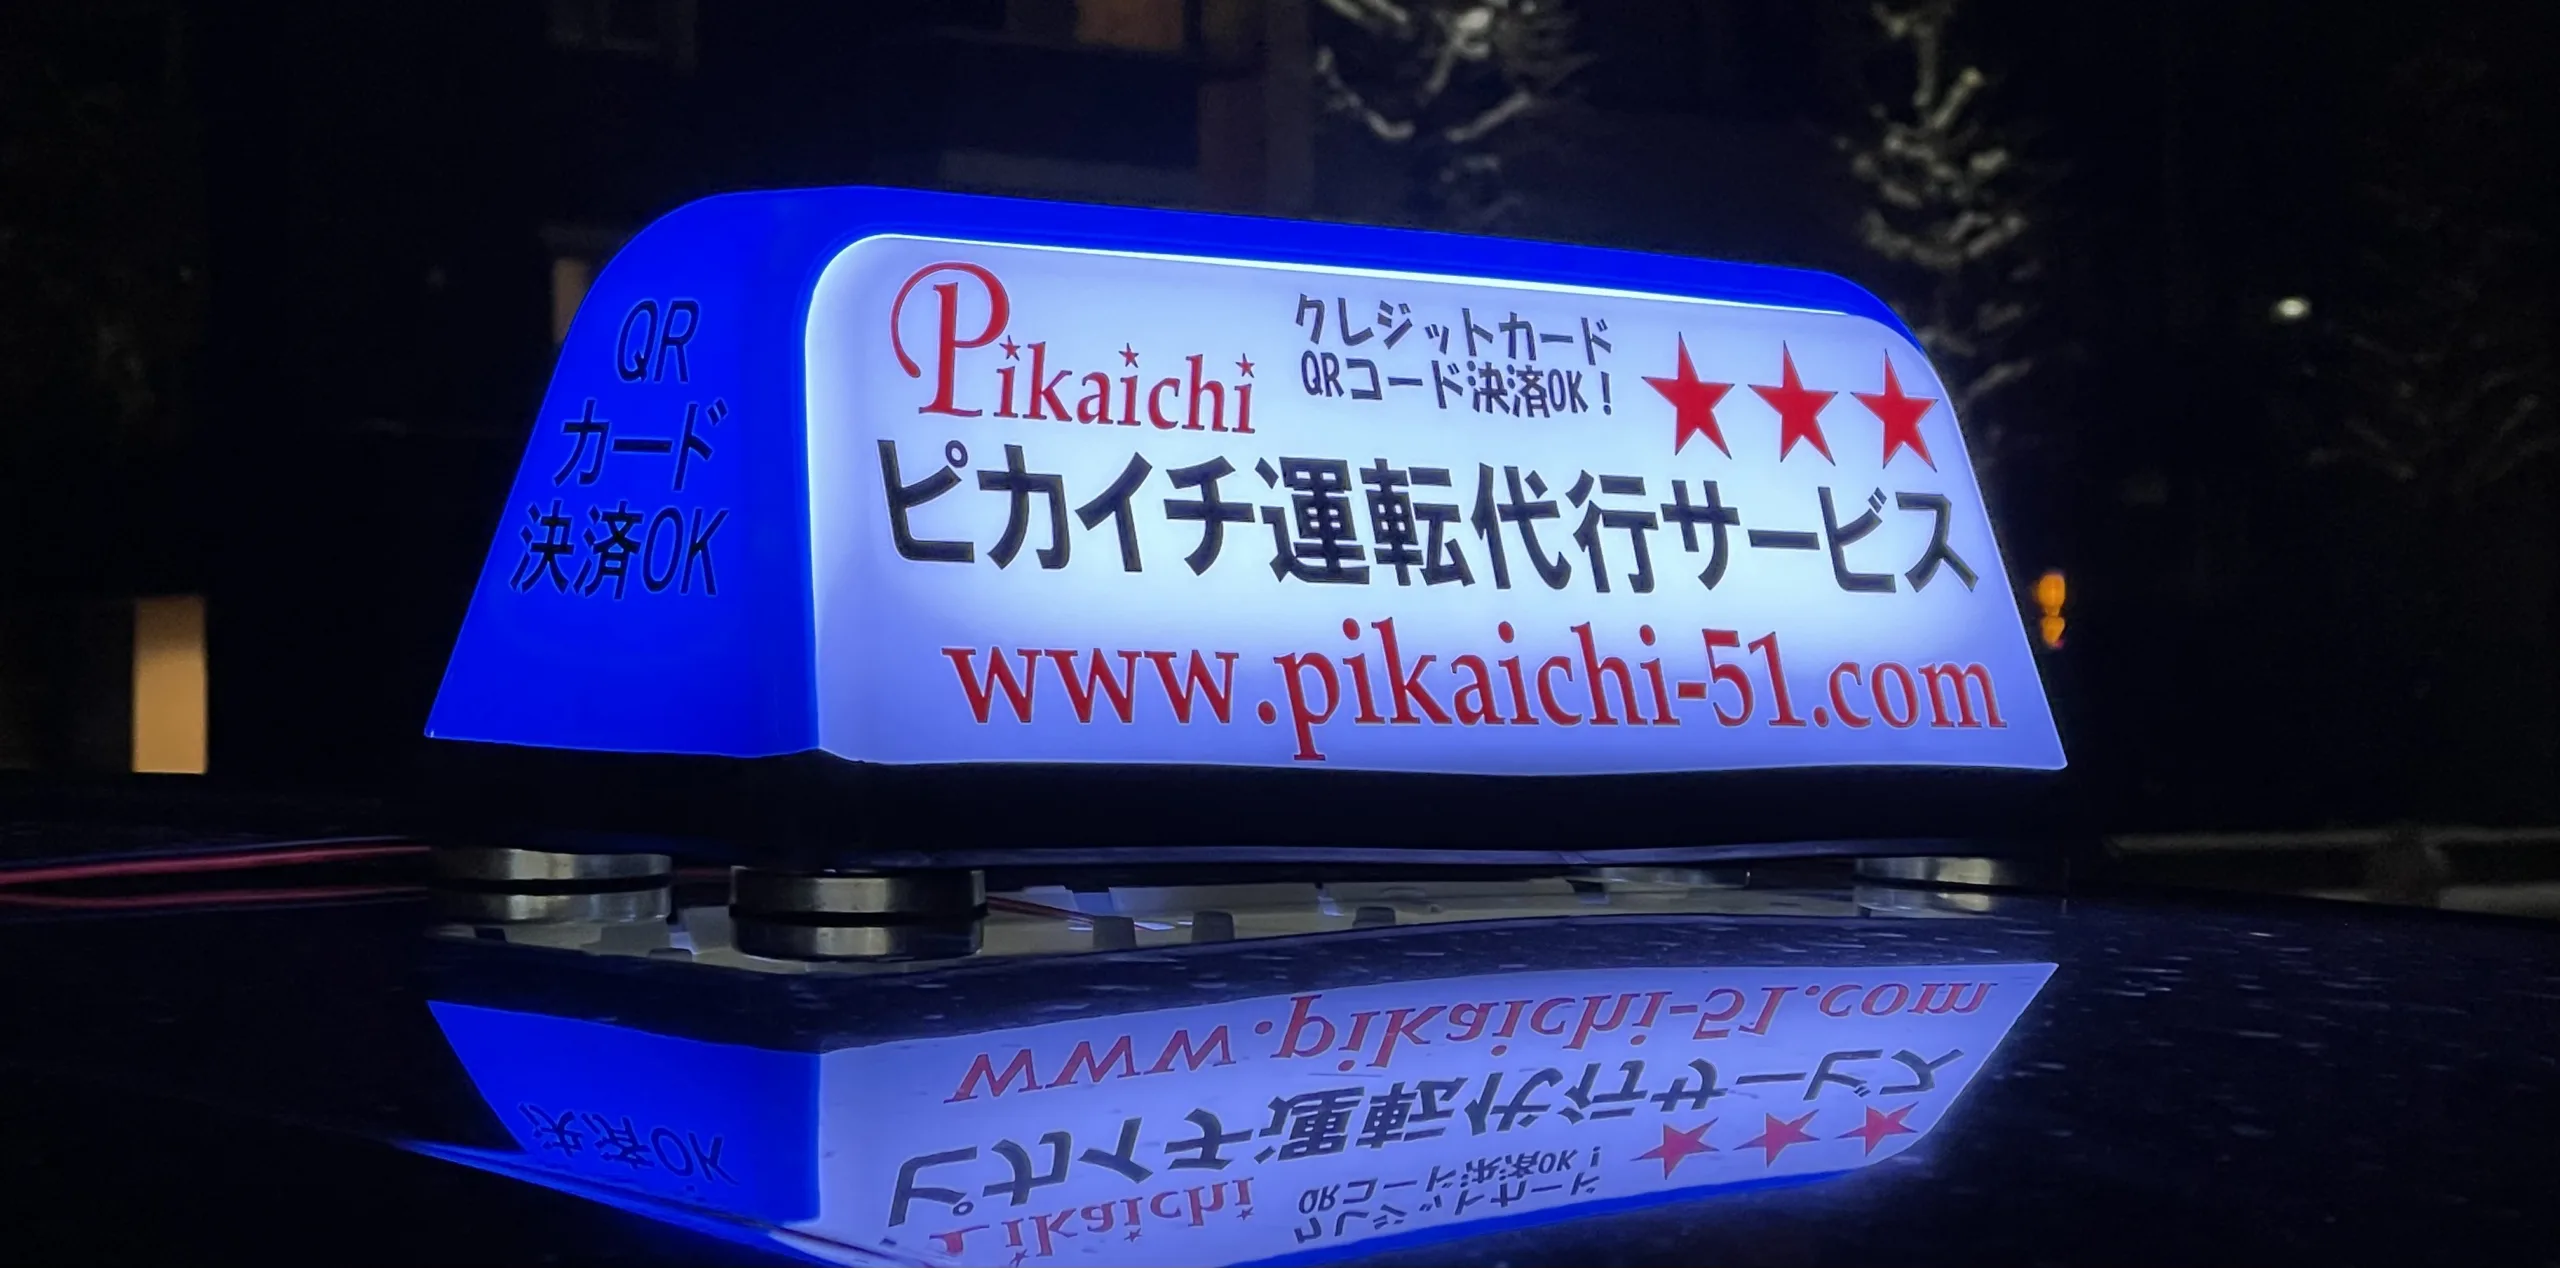 QR
カード
決済OK
Pikaichi
クレジットカード
QRコード決済OK!
★★★
ピカイチ運転代行サービス
www.pikaichi-51.com